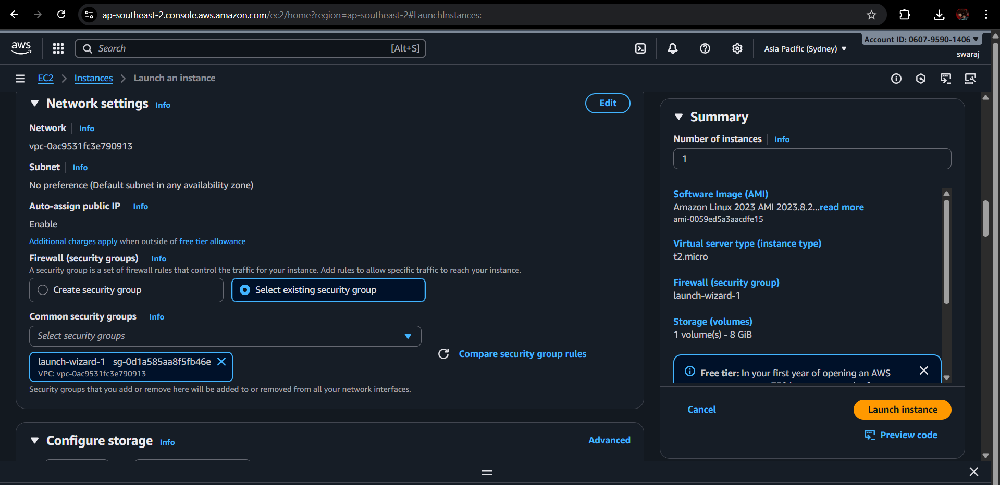 ap-southeast-2.console.aws.amazon.com/ec2/home?region=ap-southeast-2#LaunchInstances:
aws
Search
[Alt+S]
Asia Pacific (Sydney)
Account ID: 0607-9590-1406
swaraj
EC2
Instances
Launch an instance
Network settings Info
Edit
Network Info
vpc-0ac9531fc3e790913
Subnet Info
No preference (Default subnet in any availability zone)
Auto-assign public IP Info
Enable
Additional charges apply when outside of free tier allowance
Firewall (security groups) Info
A security group is a set of firewall rules that control the traffic for your instance. Add rules to allow specific traffic to reach your instance.
Create security group
Select existing security group
Common security groups Info
Select security groups
launch-wizard-1 sg-0d1a585aa8f5fb46e
VPC: vpc-0ac9531fc3e790913
Compare security group rules
Security groups that you add or remove here will be added to or removed from all your network interfaces.
Configure storage Info
Advanced
Summary
Number of instances Info
1
Software Image (AMI)
Amazon Linux 2023 AMI 2023.8.2...read more
ami-0059ed5a3aacdfe15
Virtual server type (instance type)
t2.micro
Firewall (security group)
launch-wizard-1
Storage (volumes)
1 volume(s) - 8 GiB
Free tier: In your first year of opening an AWS
Cancel
Launch instance
Preview code